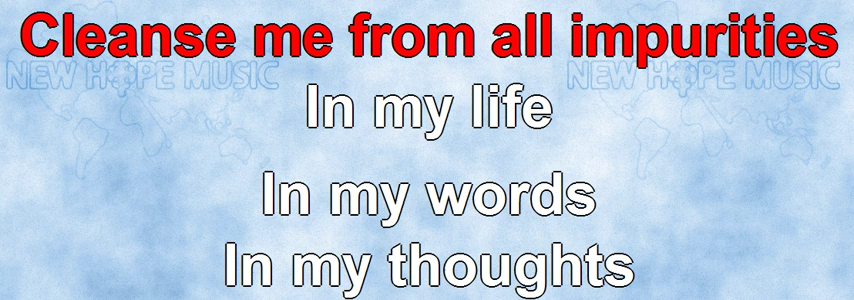 Cleanse me from all impurities
NEW HOPE MUSIC NEW HOPE MUSIC
In my life
In my words
In my thoughts